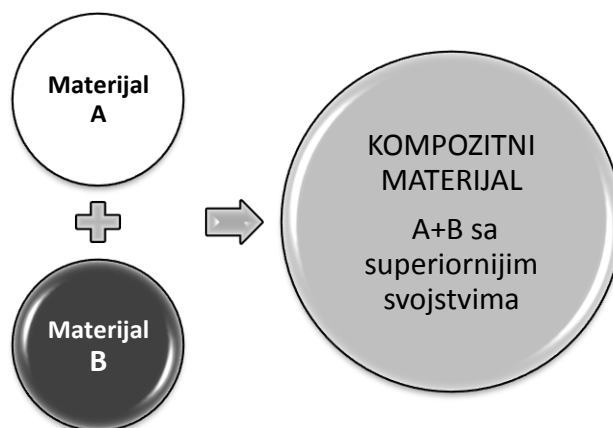 Materijal
A
Materijal
B
KOMPOZITNI
MATERIJAL
A+B sa
superiornijim
svojstvima